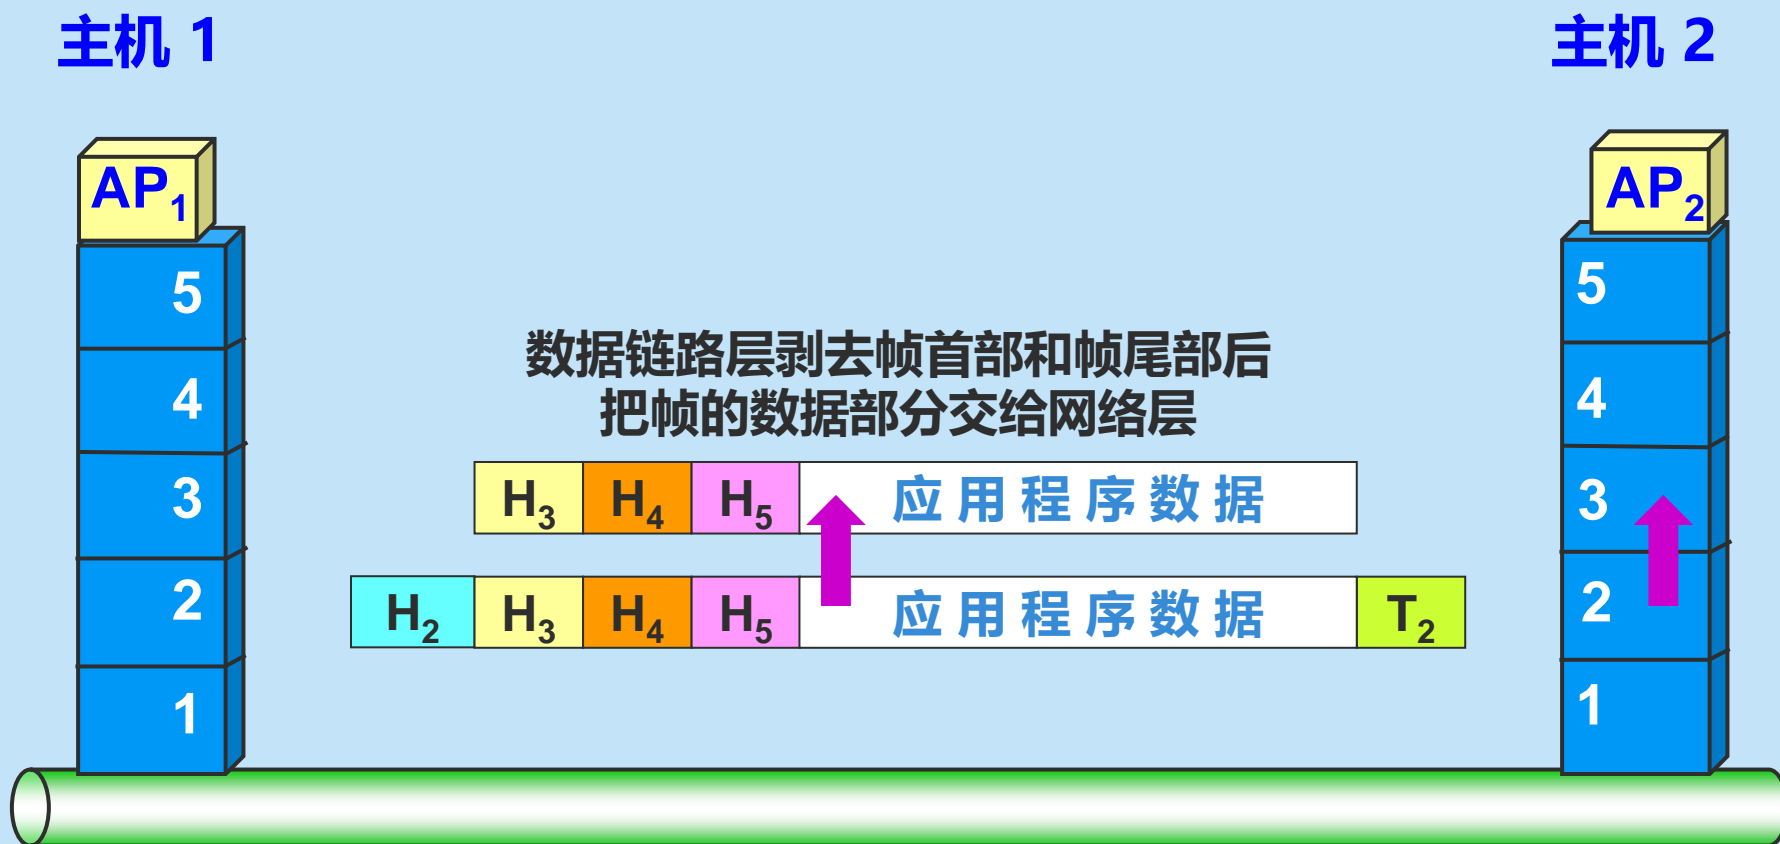 主机 1
主机 2
AP1
AP2
5
5
4
4
数据链路层剥去帧首部和帧尾部后
把帧的数据部分交给网络层
3
H3 H4 H5 应用程序数据
3
2
H2 H3 H4 H5 应用程序数据 T2
2
1
1